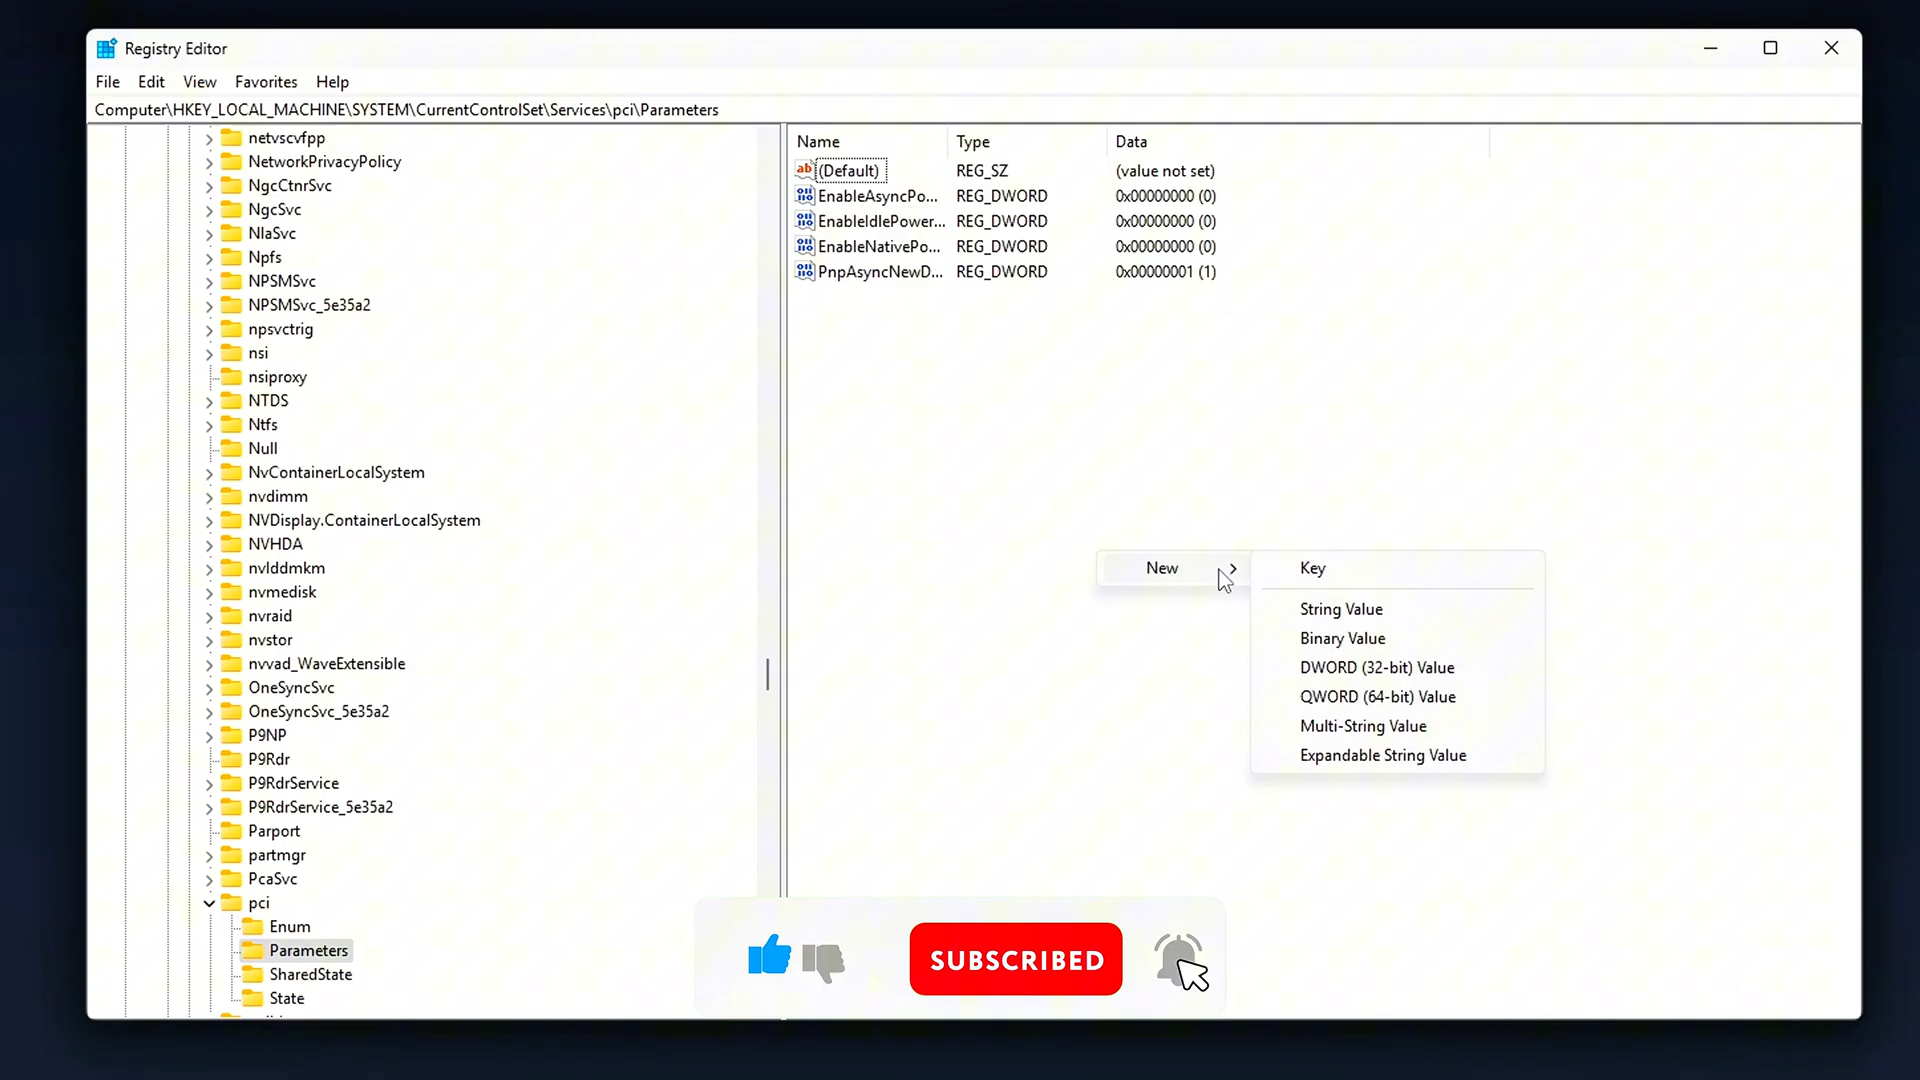 Registry Editor
File Edit View Favorites Help
Computer\HKEY_LOCAL_MACHINE\SYSTEM\CurrentControlSet\Services\pci\Parameters
netvscvfpp
NetworkPrivacyPolicy
NgcCtnrSvc
NgcSvc
NlaSvc
Npfs
NPSMSvc
NPSMSvc_5e35a2
npsvctrig
nsi
nsiproxy
NTDS
Ntfs
Null
NvContainerLocalSystem
nvdimm
NVDisplay.ContainerLocalSystem
NVHDA
nvlddmkm
nvmedisk
nvraid
nvstor
nvvad_WaveExtensible
OneSyncSvc
OneSyncSvc_5e35a2
P9NP
P9Rdr
P9RdrService
P9RdrService_5e35a2
Parport
partmgr
PcaSvc
pci
Enum
Parameters
SharedState
State
Name Type Data
ab (Default) REG_SZ (value not set)
EnableAsyncPo... REG_DWORD 0x00000000 (0)
EnableIdlePower... REG_DWORD 0x00000000 (0)
EnableNativePo... REG_DWORD 0x00000000 (0)
PnpAsyncNewD... REG_DWORD 0x00000001 (1)
New
Key
String Value
Binary Value
DWORD (32-bit) Value
QWORD (64-bit) Value
Multi-String Value
Expandable String Value
SUBSCRIBED